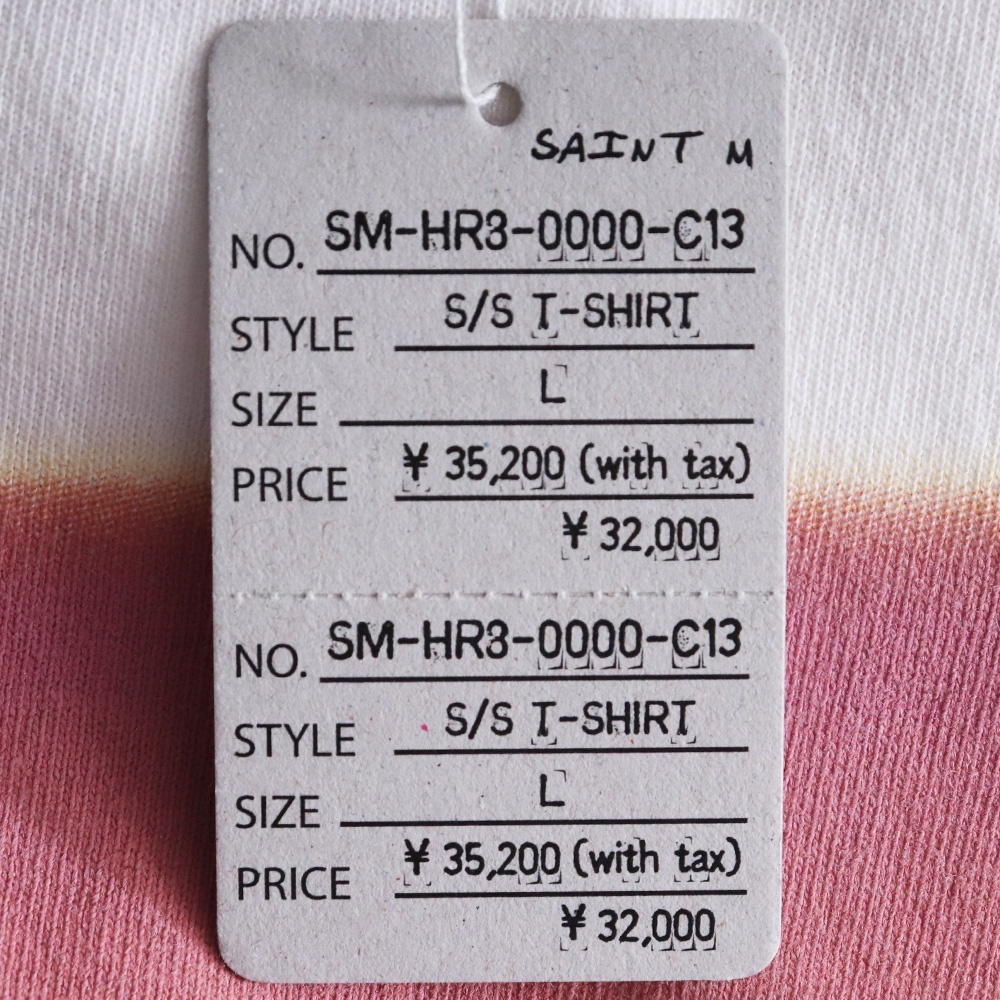 SAINT M
NO. SM-HR3-0000-C13
STYLE S/S T-SHIRT
SIZE L
PRICE ¥ 35,200 (with tax)
¥ 32,000
NO. SM-HR3-0000-C13
STYLE S/S T-SHIRT
SIZE L
PRICE ¥ 35,200 (with tax)
¥ 32,000